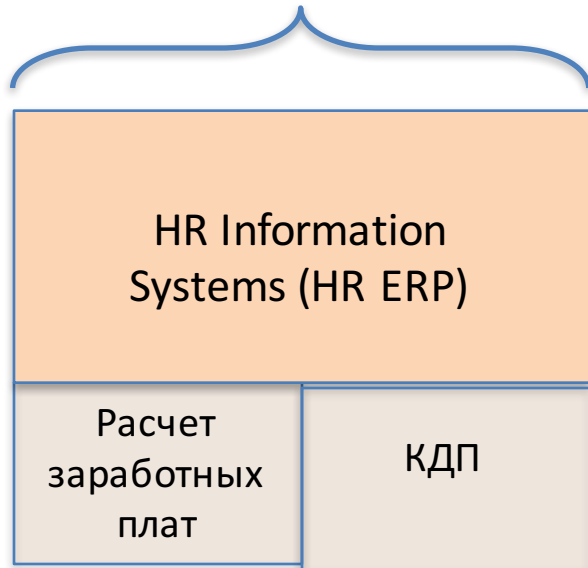 HR Information
Systems (HR ERP)
Расчет
заработных
плат
КДП